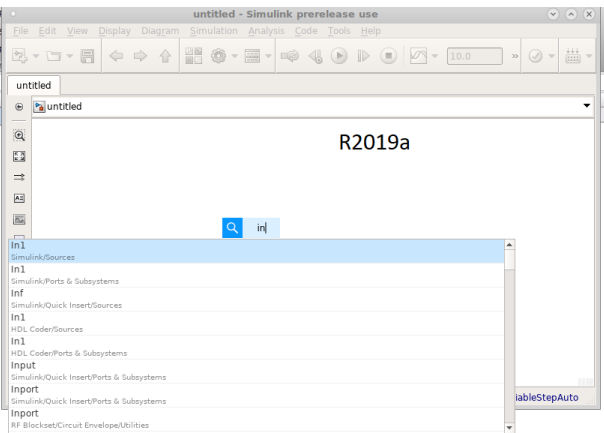 untitled - Simulink prerelease use
File Edit View Display Diagram Simulation Analysis Code Tools Help
10.0 »
untitled
untitled
R2019a
in
In1
Simulink/Sources
In1
Simulink/Ports & Subsystems
Inf
Simulink/Quick Insert/Sources
In1
HDL Coder/Sources
In1
HDL Coder/Ports & Subsystems
Input
Simulink/Quick Insert/Ports & Subsystems
Inport
Simulink/Quick Insert/Ports & Subsystems
iableStepAuto
Inport
RF Blockset/Circuit Envelope/Utilities